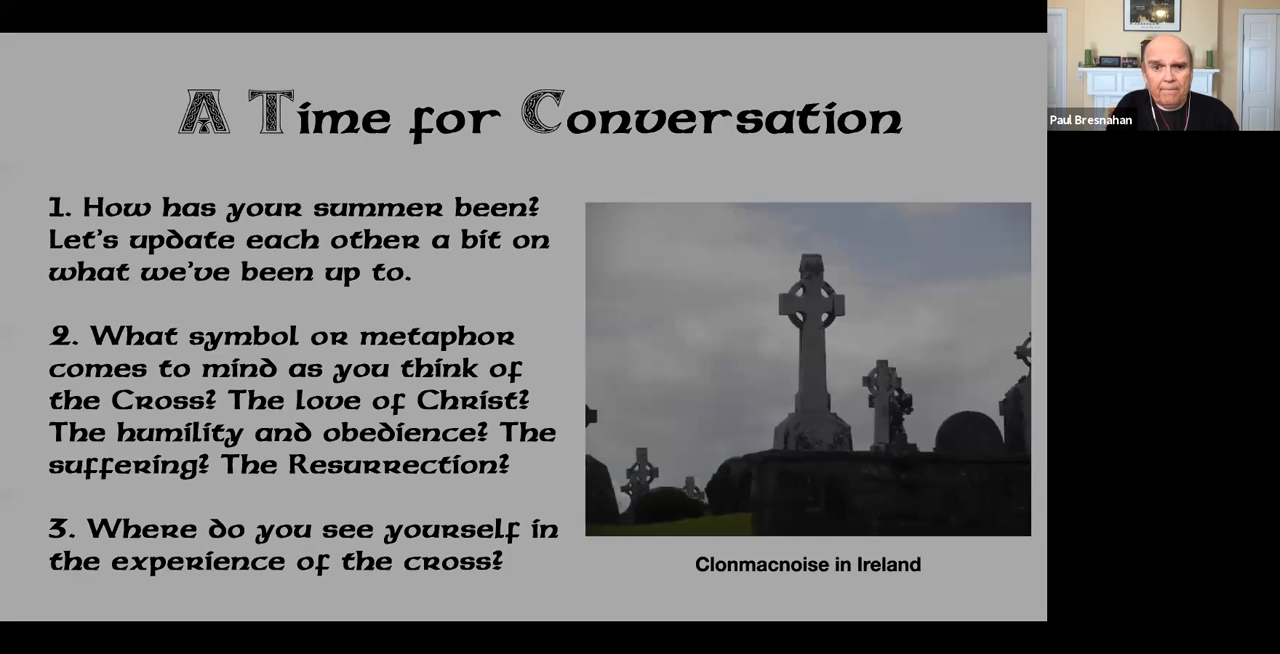 A Time for Conversation
1. How has your summer been?
Let's update each other a bit on
what we've been up to.
2. What symbol or metaphor
comes to mind as you think of
the Cross? The love of Christ?
The humility and obedience? The
suffering? The Resurrection?
3. Where do you see yourself in
the experience of the cross?
Clonmacnoise in Ireland
Paul Bresnahan